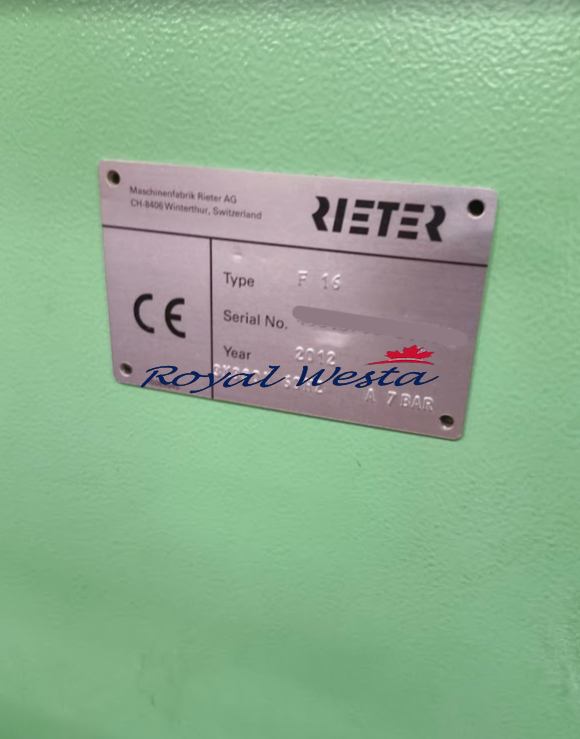 Maschinenfabrik Rieter AG
CH-8406 Winterthur, Switzerland
RIETER
CE
Type F 16
Serial No.
Year 2012
A 7 BAR
Royal Westa